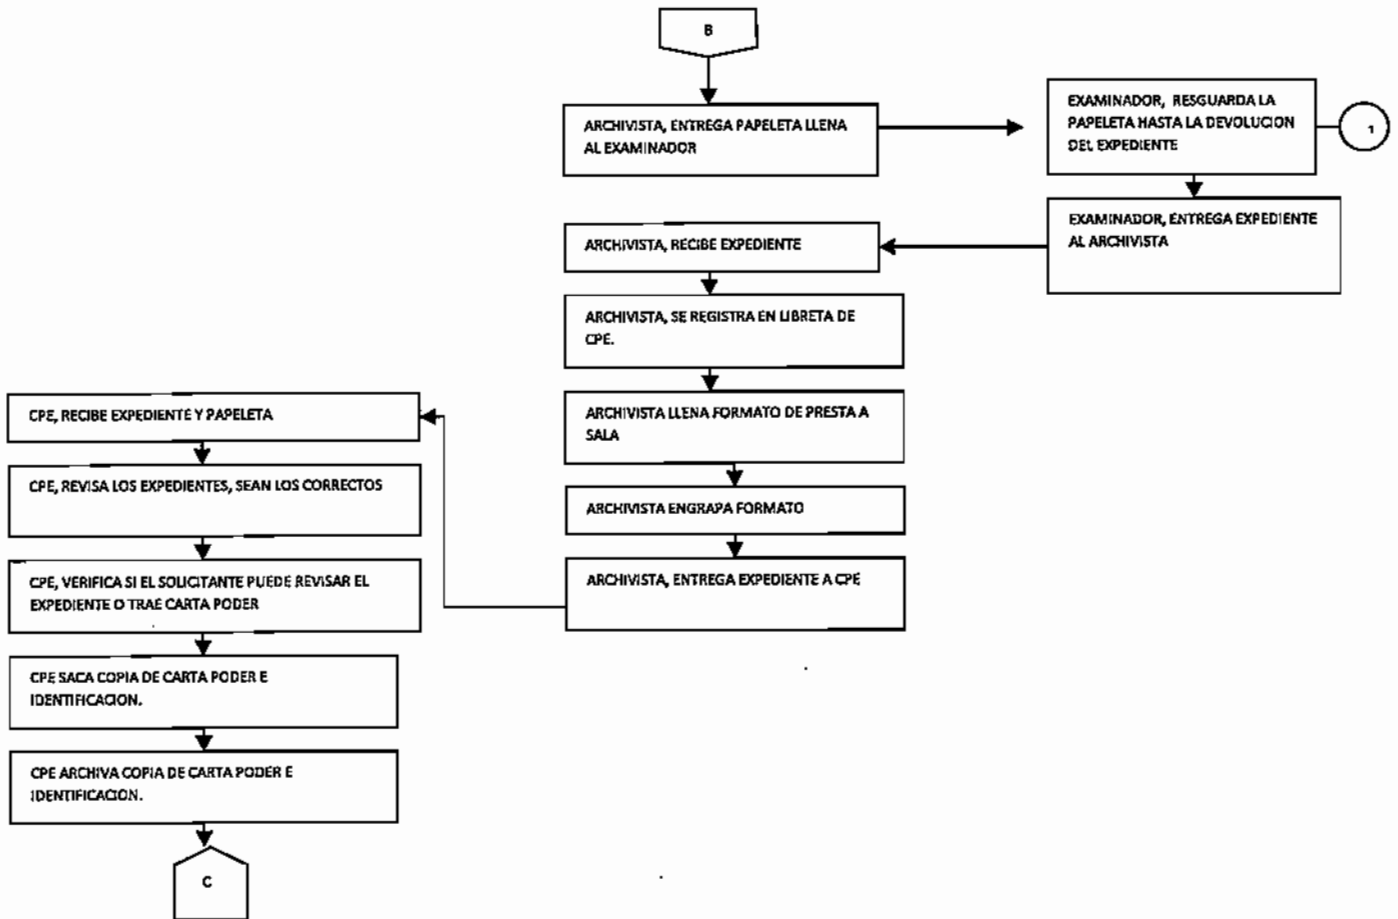 B
ARCHIVISTA, ENTREGA PAPELETA LLENA
AL EXAMINADOR
EXAMINADOR, RESGUARDA LA
PAPELETA HASTA LA DEVOLUCION
DEL EXPEDIENTE
1
EXAMINADOR, ENTREGA EXPEDIENTE
AL ARCHIVISTA
ARCHIVISTA, RECIBE EXPEDIENTE
ARCHIVISTA, SE REGISTRA EN LIBRETA DE
CPE.
ARCHIVISTA LLENA FORMATO DE PRESTA A
SALA
ARCHIVISTA ENGRAPA FORMATO
ARCHIVISTA, ENTREGA EXPEDIENTE A CPE
CPE, RECIBE EXPEDIENTE Y PAPELETA
CPE, REVISA LOS EXPEDIENTES, SEAN LOS CORRECTOS
CPE, VERIFICA SI EL SOLICITANTE PUEDE REVISAR EL
EXPEDIENTE O TRAE CARTA PODER
CPE SACA COPIA DE CARTA PODER E
IDENTIFICACION.
CPE ARCHIVA COPIA DE CARTA PODER E
IDENTIFICACION.
C